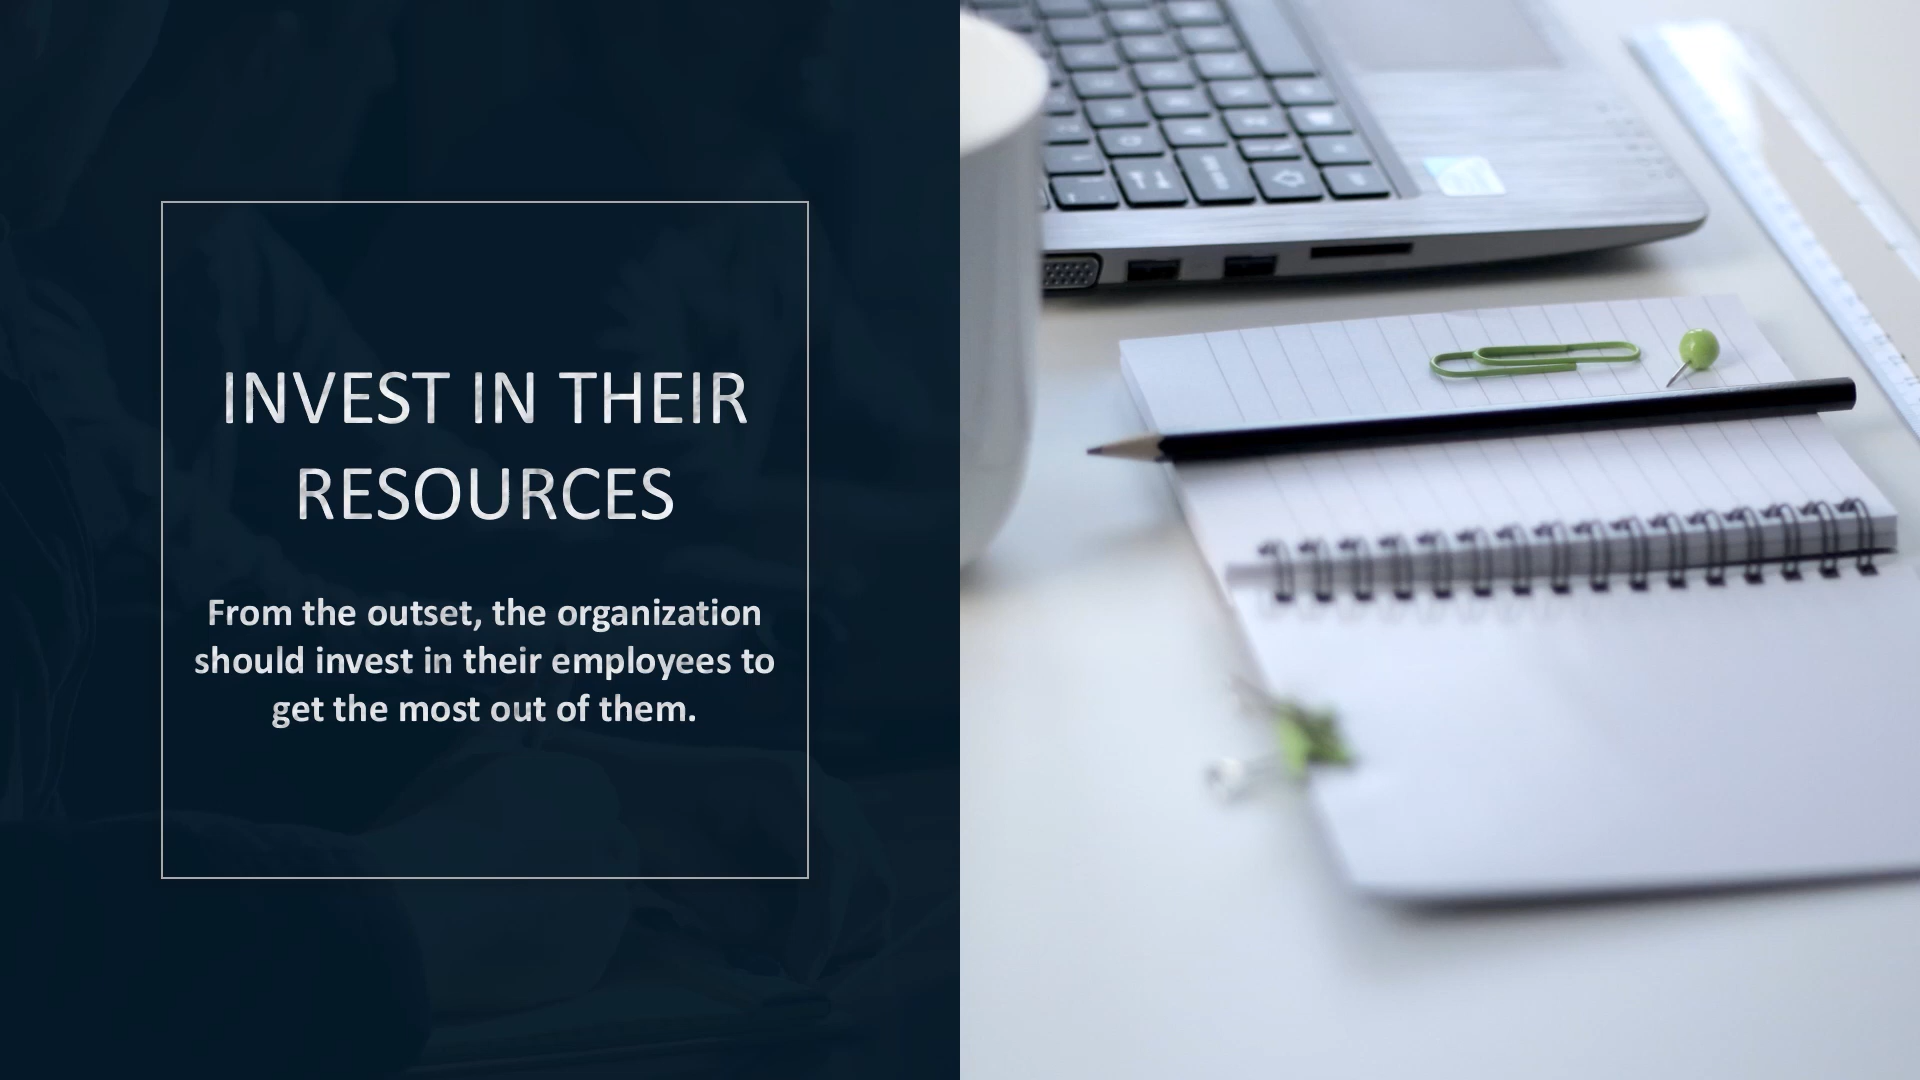 INVEST IN THEIR
RESOURCES
From the outset, the organization
should invest in their employees to
get the most out of them.